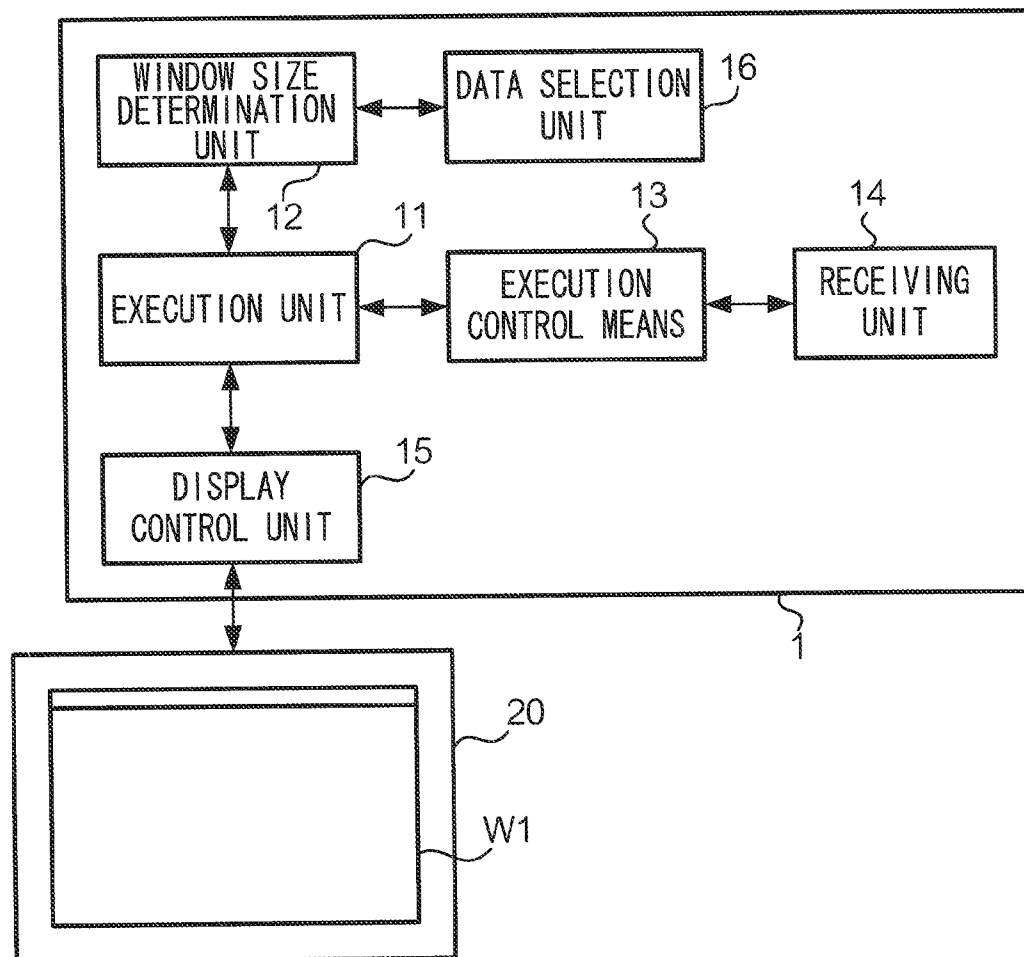 WINDOW SIZE
DETERMINATION
UNIT
DATA SELECTION
UNIT
16
12
11
13
14
EXECUTION UNIT
EXECUTION
CONTROL MEANS
RECEIVING
UNIT
15
DISPLAY
CONTROL UNIT
1
20
W1